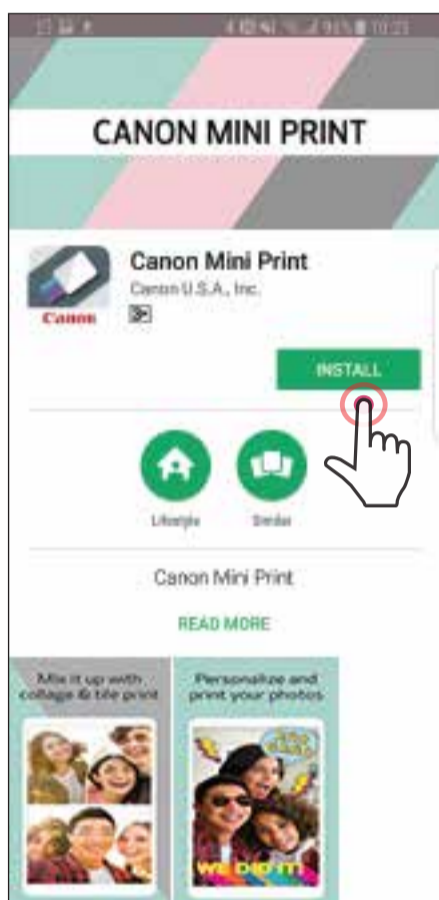 CANON MINI PRINT
Canon Mini Print
Canon U.S.A., Inc.
Canon
3+
INSTALL
Lifestyle
Similar
Canon Mini Print
READ MORE
Mix it up with
collage & tile print
Personalize and
print your photos
WE DID IT!